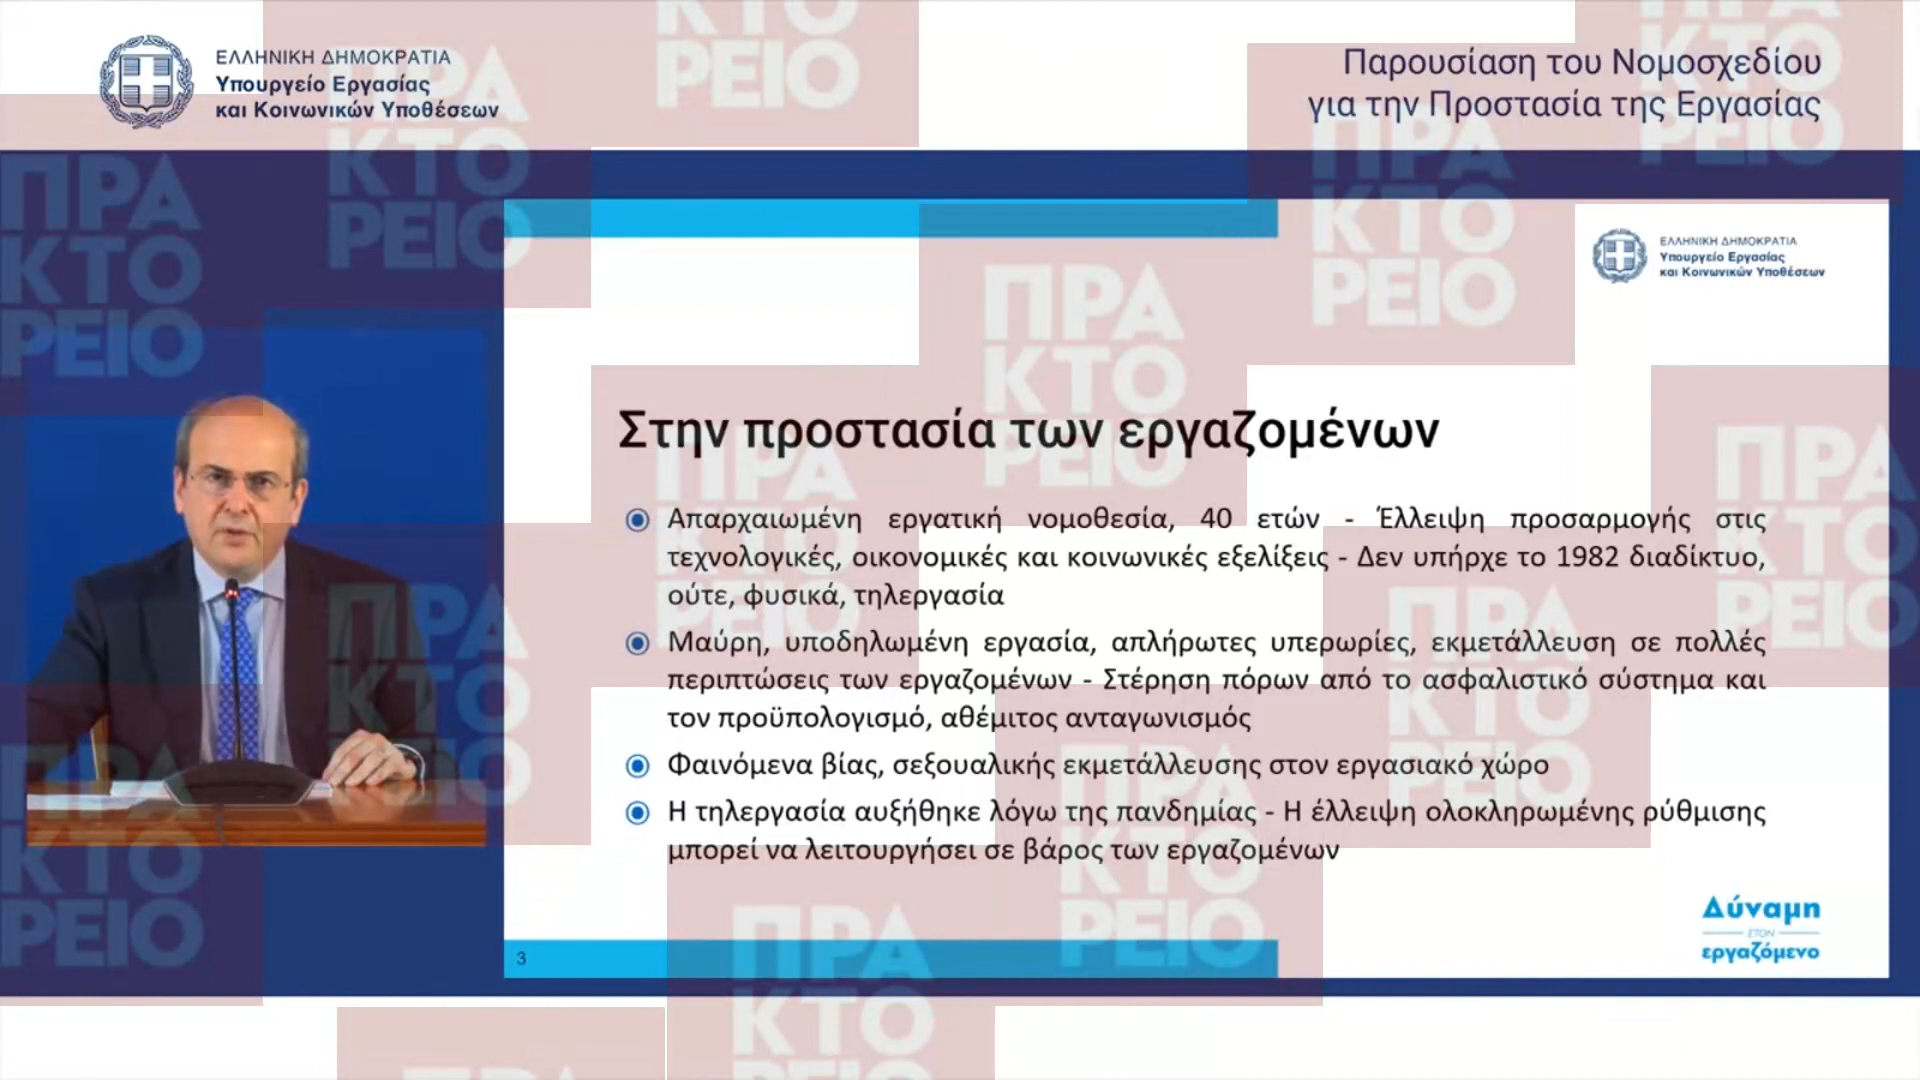 ΕΛΛΗΝΙΚΗ ΔΗΜΟΚΡΑΤΙΑ
Υπουργείο Εργασίας
και Κοινωνικών Υποθέσεων
Παρουσίαση του Νομοσχεδίου
για την Προστασία της Εργασίας
ΕΛΛΗΝΙΚΗ ΔΗΜΟΚΡΑΤΙΑ
Υπουργείο Εργασίας
και Κοινωνικών Υποθέσεων
Στην προστασία των εργαζομένων
Απαρχαιωμένη εργατική νομοθεσία, 40 ετών - Έλλειψη προσαρμογής στις
τεχνολογικές, οικονομικές και κοινωνικές εξελίξεις - Δεν υπήρχε το 1982 διαδίκτυο,
ούτε, φυσικά, τηλεργασία
Μαύρη, υποδηλωμένη εργασία, απλήρωτες υπερωρίες, εκμετάλλευση σε πολλές
περιπτώσεις των εργαζομένων - Στέρηση πόρων από το ασφαλιστικό σύστημα και
τον προϋπολογισμό, αθέμιτος ανταγωνισμός
Φαινόμενα βίας, σεξουαλικής εκμετάλλευσης στον εργασιακό χώρο
Η τηλεργασία αυξήθηκε λόγω της πανδημίας - Η έλλειψη ολοκληρωμένης ρύθμισης
μπορεί να λειτουργήσει σε βάρος των εργαζομένων
3
Δύναμη
ΣΤΟΝ
εργαζόμενο
ΠΡΑ
ΚΤΟ
ΡΕΙΟ